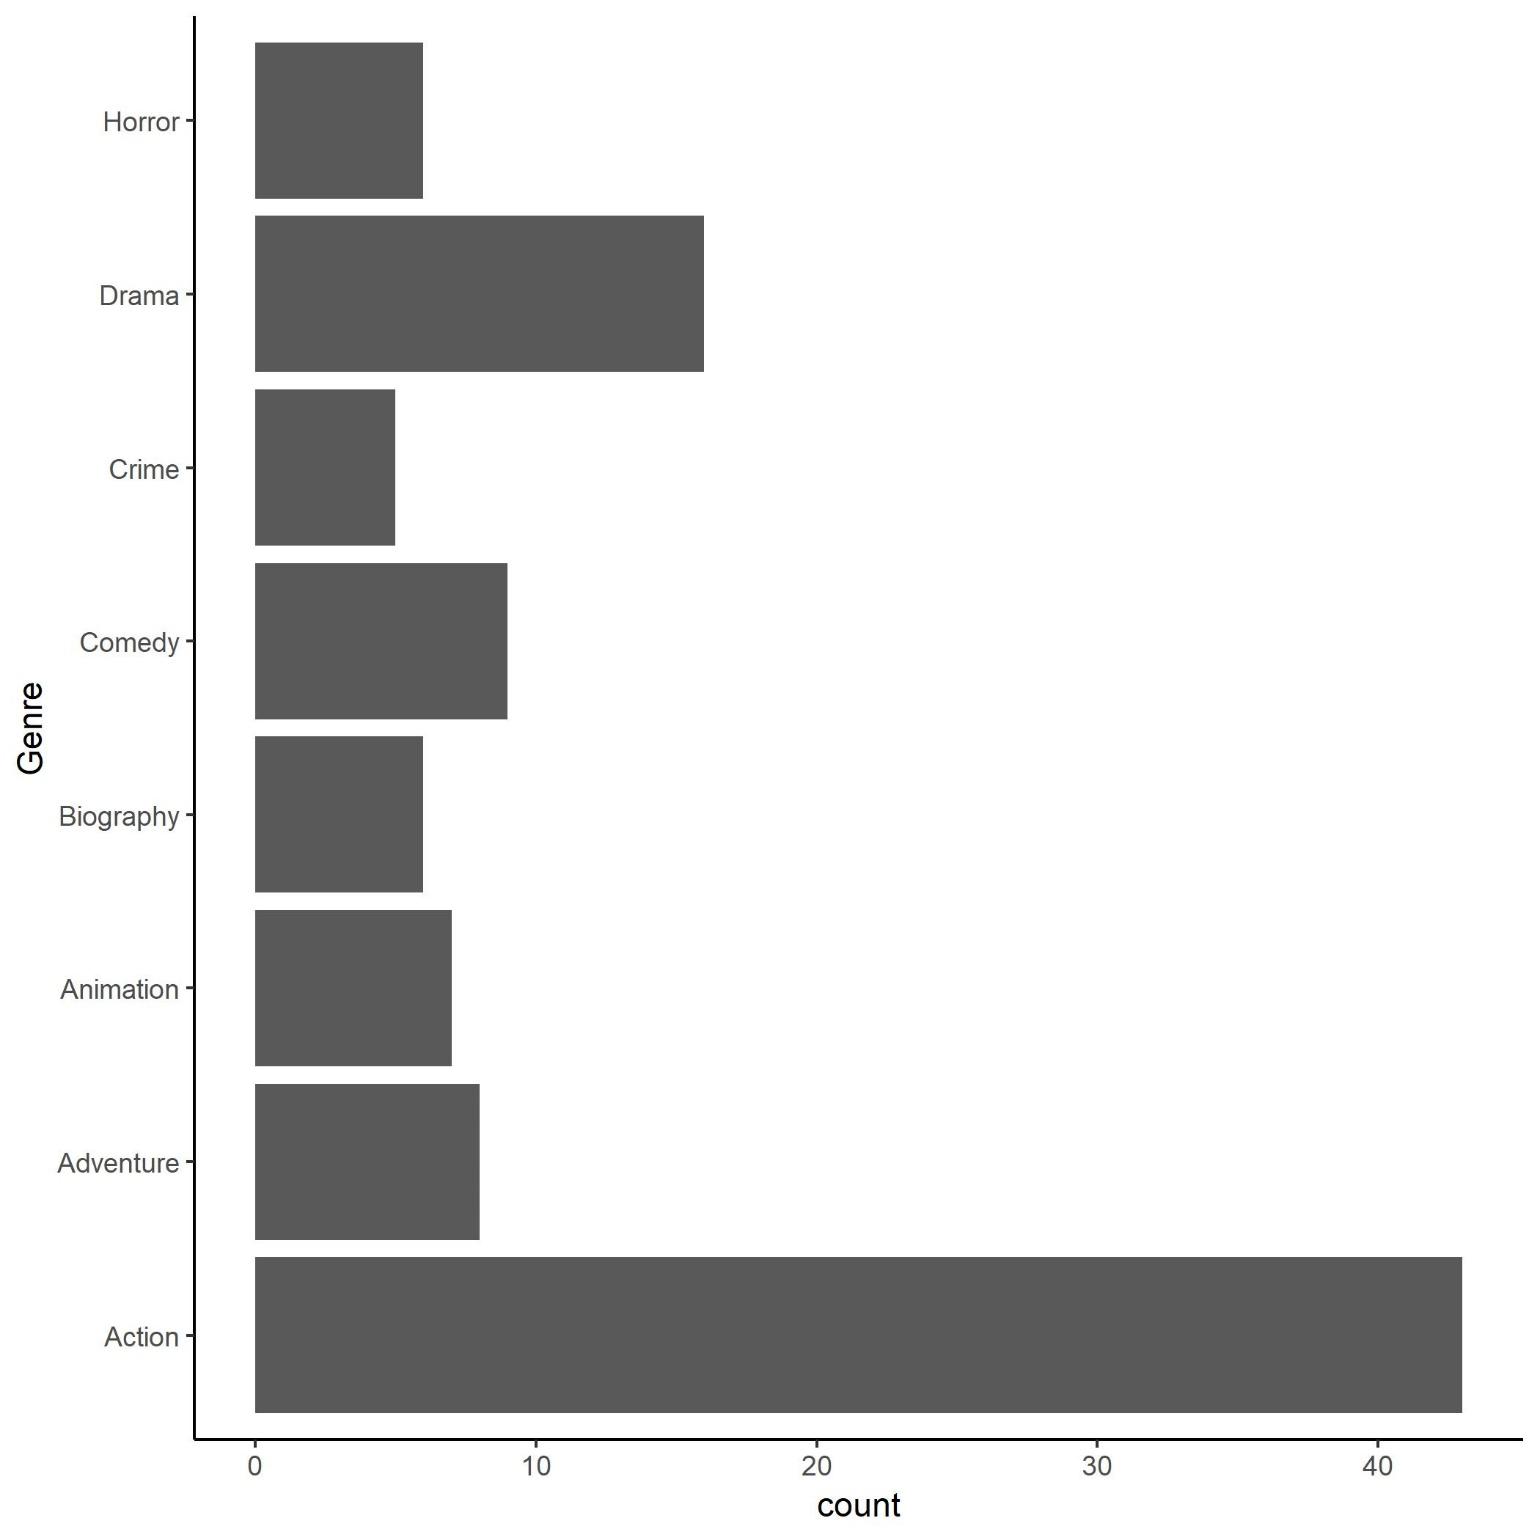 Horror
Drama
Crime
Comedy
Genre
Biography
Animation
Adventure
Action
0 10 20 30 40
count